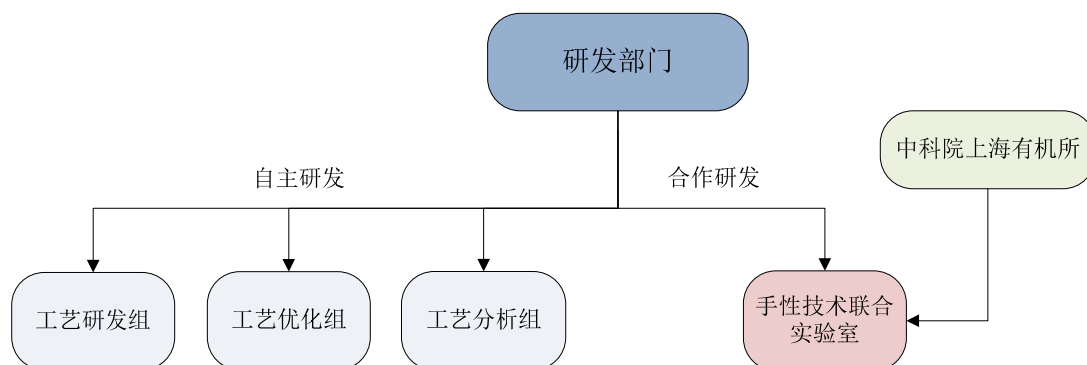 研发部门
中科院上海有机所
自主研发
合作研发
工艺研发组
工艺优化组
工艺分析组
手性技术联合
实验室